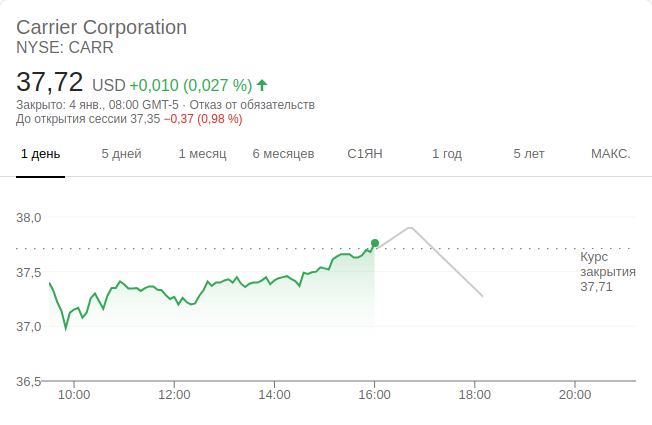 Carrier Corporation
NYSE: CARR
37,72 USD +0,010 (0,027 %)
Закрыто: 4 янв., 08:00 GMT-5 · Отказ от обязательств
До открытия сессии 37,35 −0,37 (0,98 %)
1 день 5 дней 1 месяц 6 месяцев С1ЯН 1 год 5 лет МАКС.
38,0
Курс
закрытия
37,71
37,5
37,0
36,5
10:00 12:00 14:00 16:00 18:00 20:00